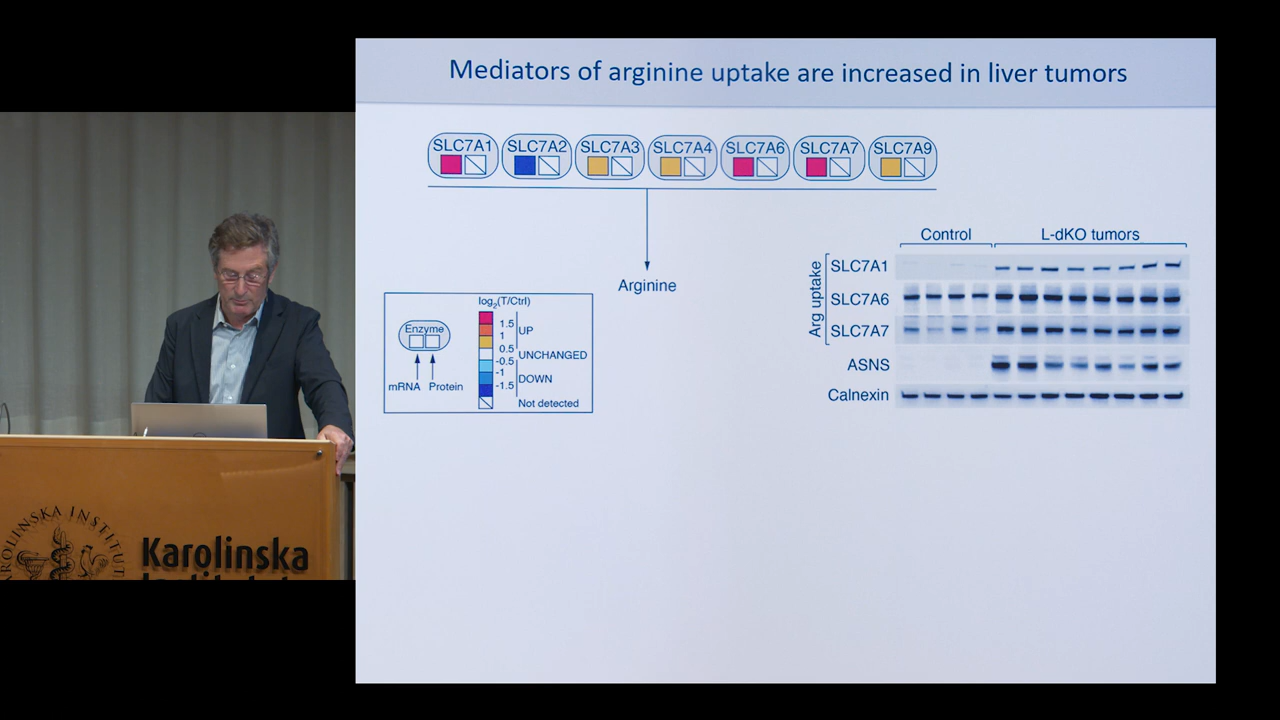 Mediators of arginine uptake are increased in liver tumors
SLC7A1 SLC7A2 SLC7A3 SLC7A4 SLC7A6 SLC7A7 SLC7A9
Arginine
log2(T/Ctrl)
Enzyme
mRNA Protein
1.5
1
0.5
-0.5
-1
-1.5
UP
UNCHANGED
DOWN
Not detected
Control L-dKO tumors
Arg uptake
SLC7A1
SLC7A6
SLC7A7
ASNS
Calnexin
KAROLINSKA INSTITUT
Karolinska